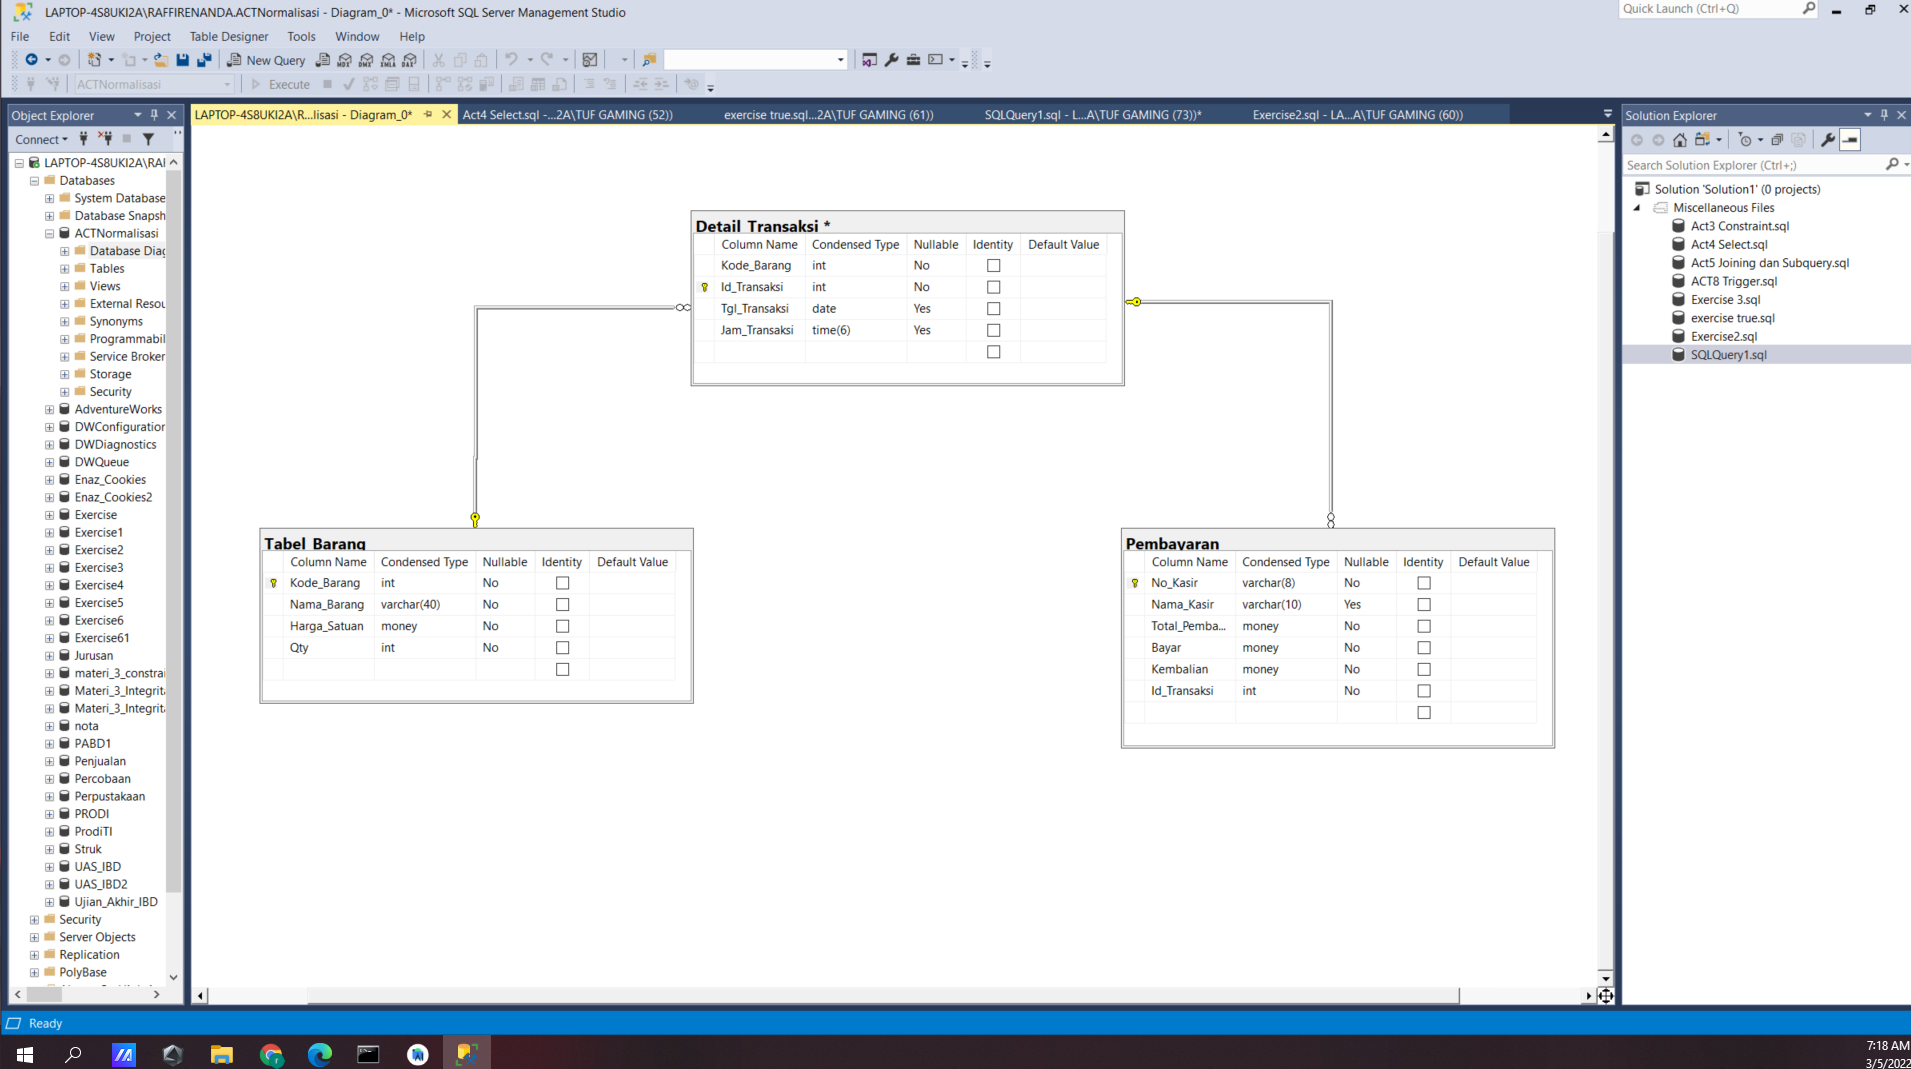 LAPTOP-4S8UKI2A\RAFFIRENANDA.ACTNormalisasi - Diagram_0* - Microsoft SQL Server Management Studio
Quick Launch (Ctrl+Q)
File Edit View Project Table Designer Tools Window Help
New Query MDX DMX XMLA DAX
ACTNormalisasi Execute
Object Explorer
Connect
LAPTOP-4S8UKI2A\RAF
Databases
System Database
Database Snapsh
ACTNormalisasi
Database Diag
Tables
Views
External Resou
Synonyms
Programmabil
Service Broker
Storage
Security
AdventureWorks
DWConfiguration
DWDiagnostics
DWQueue
Enaz_Cookies
Enaz_Cookies2
Exercise
Exercise1
Exercise2
Exercise3
Exercise4
Exercise5
Exercise6
Exercise61
Jurusan
materi_3_constrai
Materi_3_Integrita
Materi_3_Integrita
nota
PABD1
Penjualan
Percobaan
Perpustakaan
PRODI
ProdiTI
Struk
UAS_IBD
UAS_IBD2
Ujian_Akhir_IBD
Security
Server Objects
Replication
PolyBase
LAPTOP-4S8UKI2A\R...lisasi - Diagram_0* Act4 Select.sql -...2A\TUF GAMING (52)) exercise true.sql...2A\TUF GAMING (61)) SQLQuery1.sql - L...A\TUF GAMING (73))* Exercise2.sql - LA...A\TUF GAMING (60))
Detail_Transaksi *
Column Name Condensed Type Nullable Identity Default Value
Kode_Barang int No
Id_Transaksi int No
Tgl_Transaksi date Yes
Jam_Transaksi time(6) Yes
Tabel_Barang
Column Name Condensed Type Nullable Identity Default Value
Kode_Barang int No
Nama_Barang varchar(40) No
Harga_Satuan money No
Qty int No
Pembayaran
Column Name Condensed Type Nullable Identity Default Value
No_Kasir varchar(8) No
Nama_Kasir varchar(10) Yes
Total_Pemba... money No
Bayar money No
Kembalian money No
Id_Transaksi int No
Solution Explorer
Search Solution Explorer (Ctrl+;)
Solution 'Solution1' (0 projects)
Miscellaneous Files
Act3 Constraint.sql
Act4 Select.sql
Act5 Joining dan Subquery.sql
ACT8 Trigger.sql
Exercise 3.sql
exercise true.sql
Exercise2.sql
SQLQuery1.sql
Ready
7:18 AM
3/5/2022